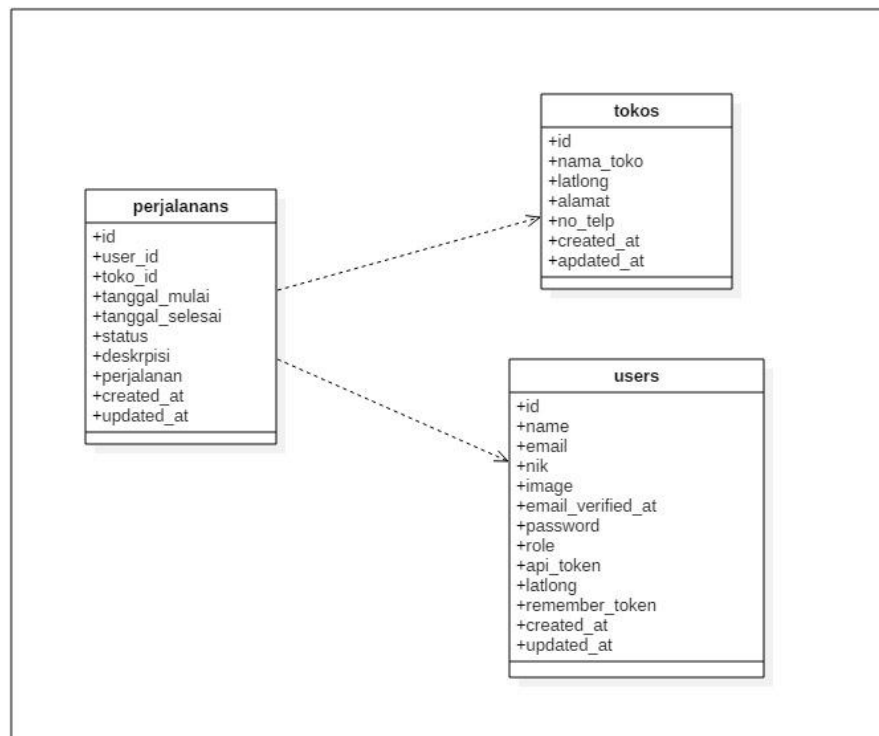 perjalanans
+id
+user_id
+toko_id
+tanggal_mulai
+tanggal_selesai
+status
+deskrpisi
+perjalanan
+created_at
+updated_at
tokos
+id
+nama_toko
+latlong
+alamat
+no_telp
+created_at
+apdated_at
users
+id
+name
+email
+nik
+image
+email_verified_at
+password
+role
+api_token
+latlong
+remember_token
+created_at
+updated_at